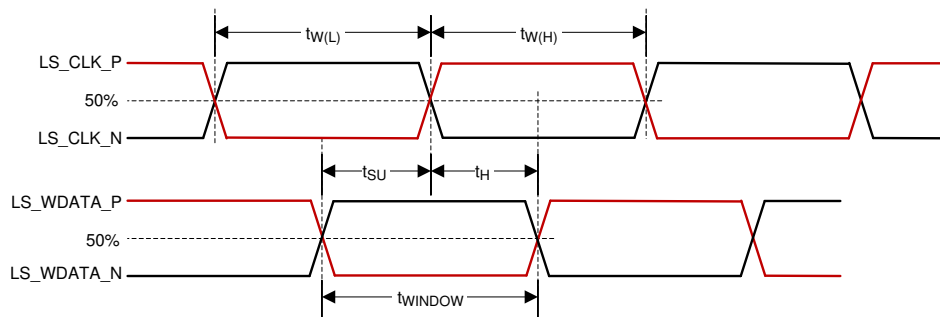 tW(L) tW(H)
LS_CLK_P
50%
LS_CLK_N
tSU tH
LS_WDATA_P
50%
LS_WDATA_N
tWINDOW